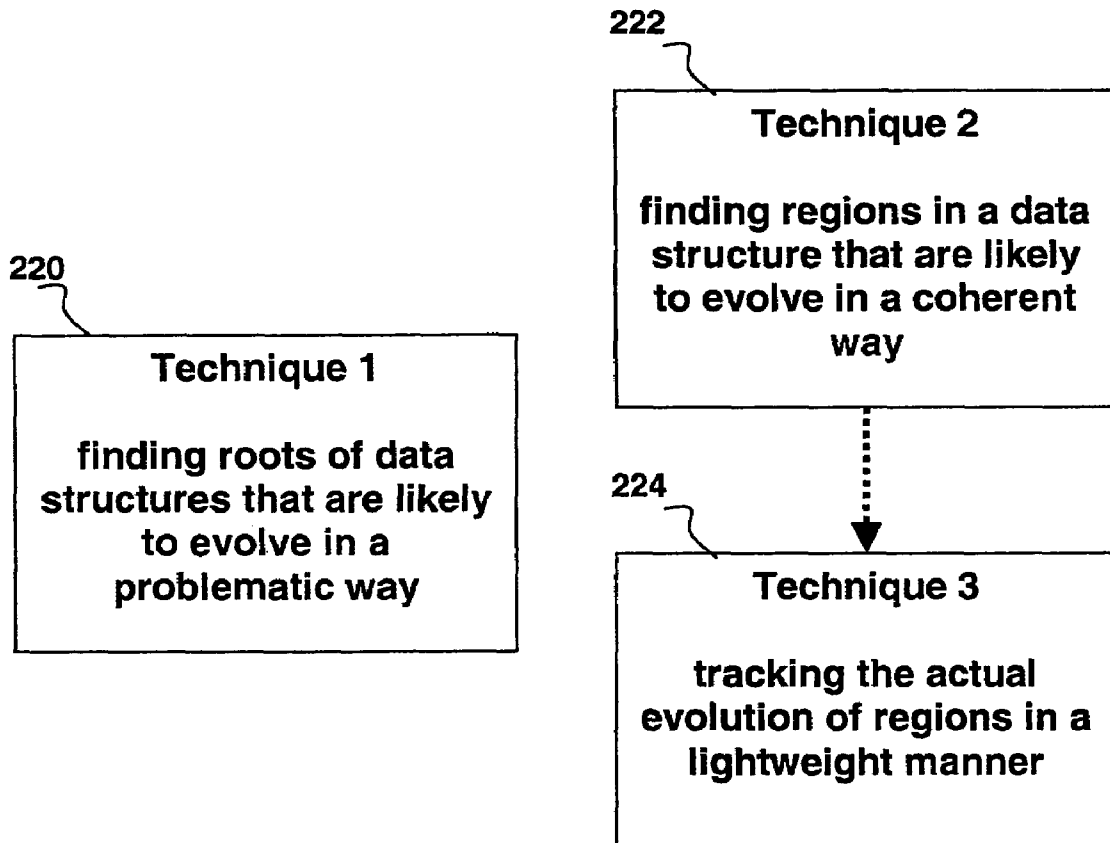 220
Technique 1
finding roots of data
structures that are likely
to evolve in a
problematic way
222
Technique 2
finding regions in a data
structure that are likely
to evolve in a coherent
way
224
Technique 3
tracking the actual
evolution of regions in a
lightweight manner